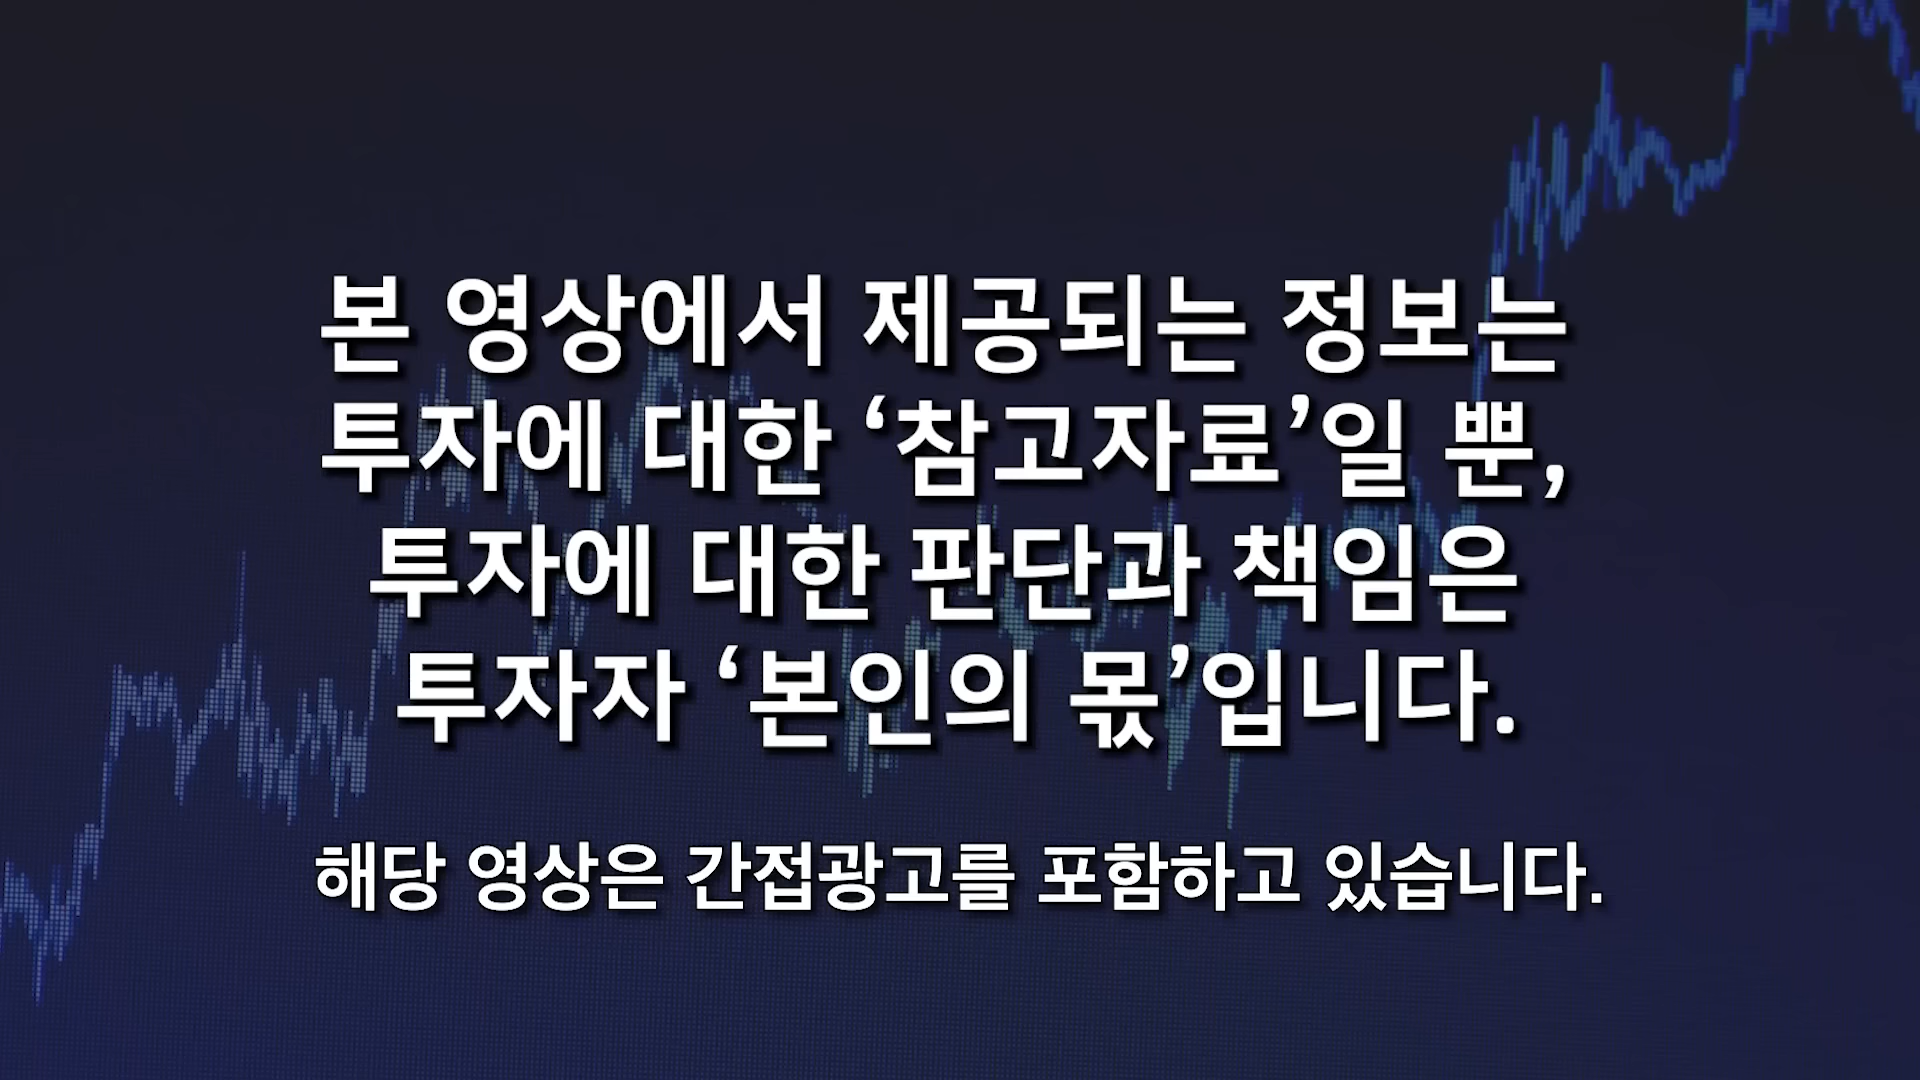 본 영상에서 제공되는 정보는
투자에 대한 ‘참고자료’일 뿐,
투자에 대한 판단과 책임은
투자자 ‘본인의 몫’입니다.
해당 영상은 간접광고를 포함하고 있습니다.